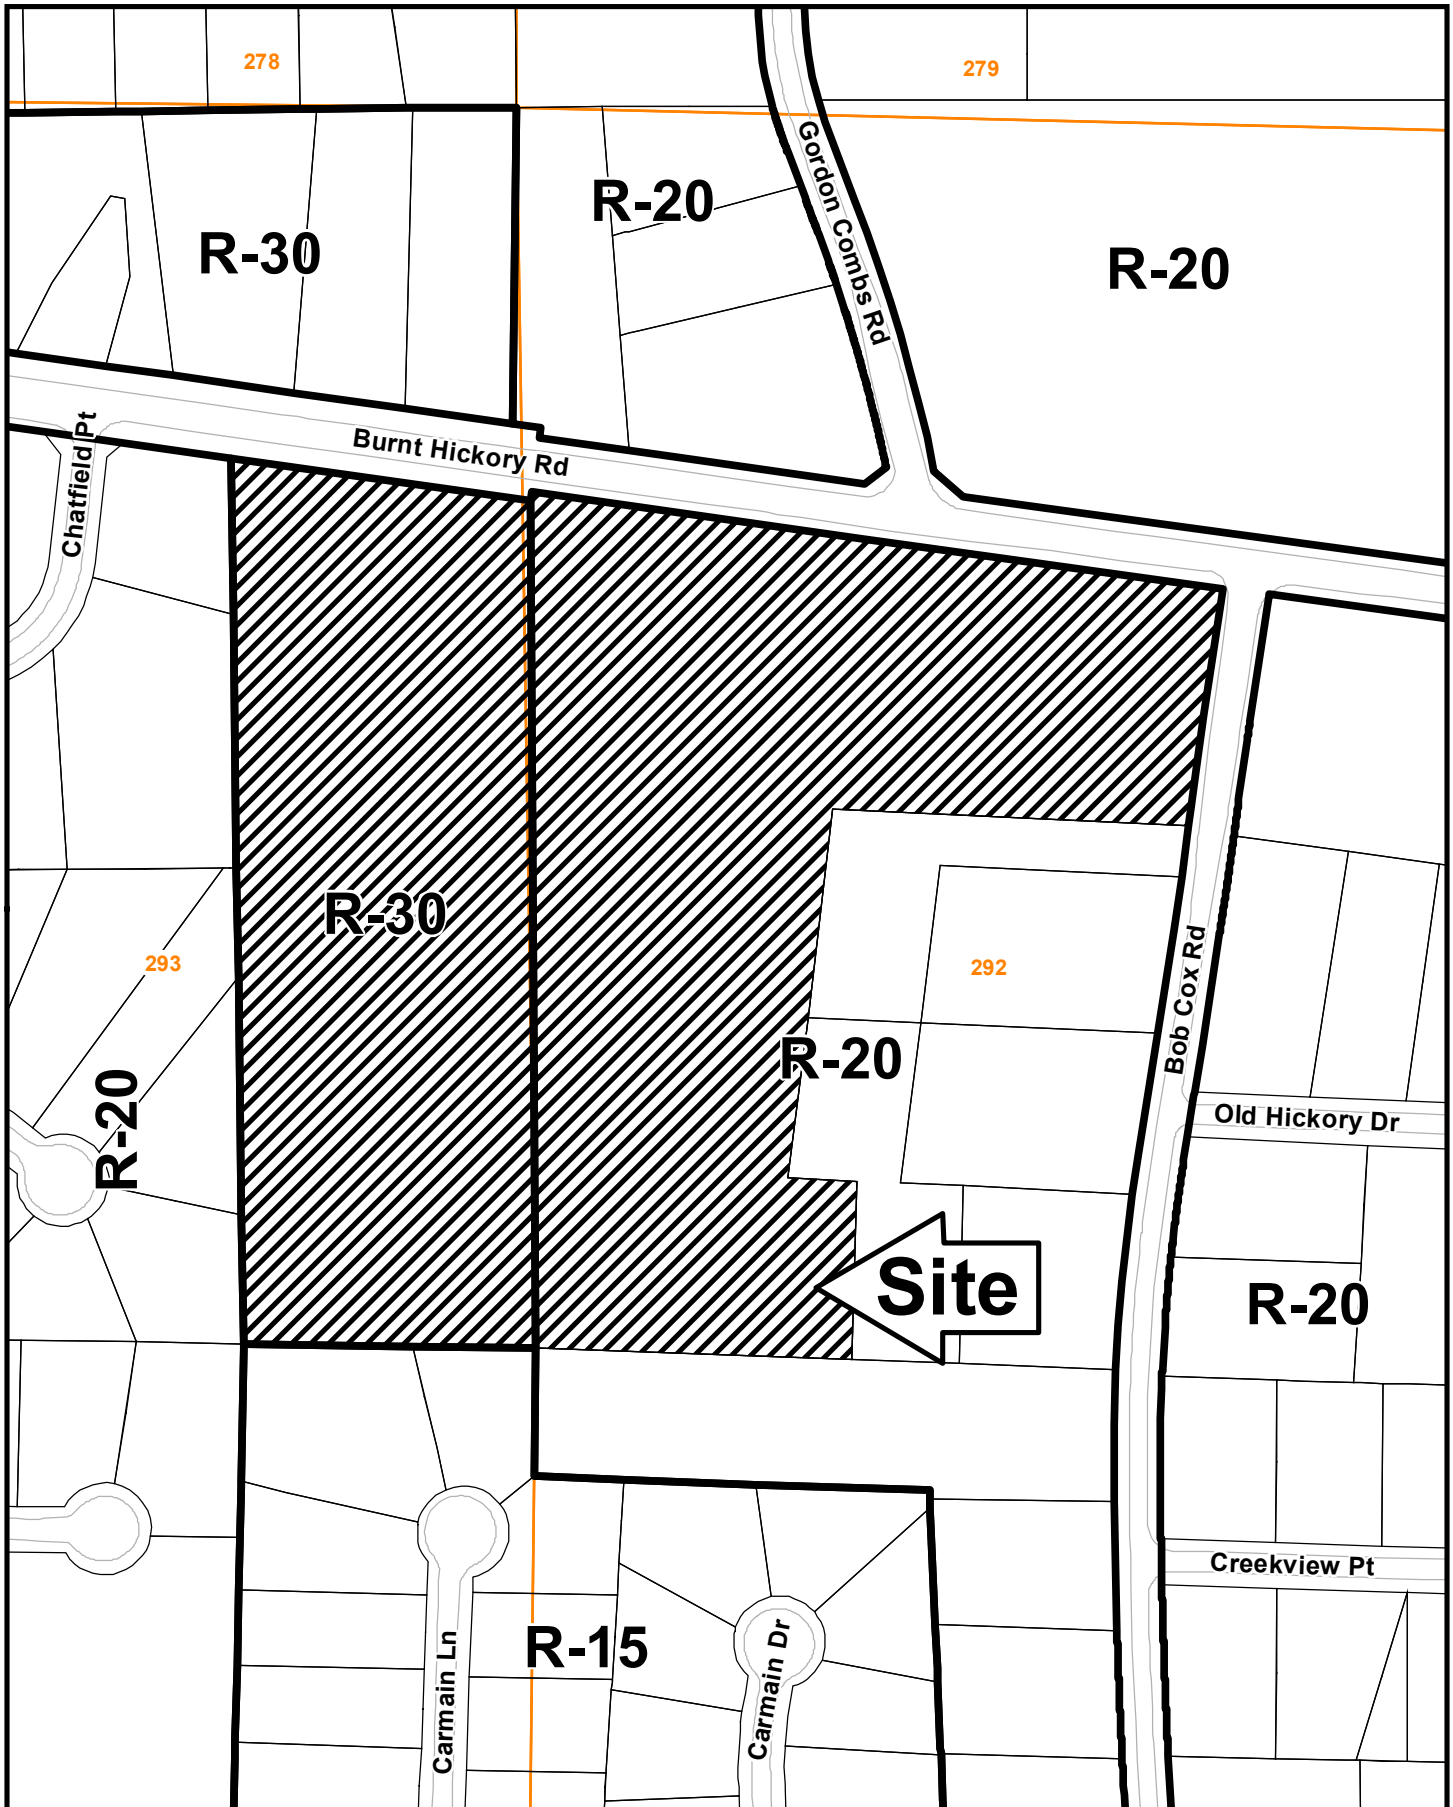 278
279
R-20
R-30
R-20
Gordon Combs Rd
Burnt Hickory Rd
Chatfield Pt
R-30
293
292
Bob Cox Rd
R-20
R-20
Old Hickory Dr
Site
R-20
Creekview Pt
R-15
Carmain Ln
Carmain Dr